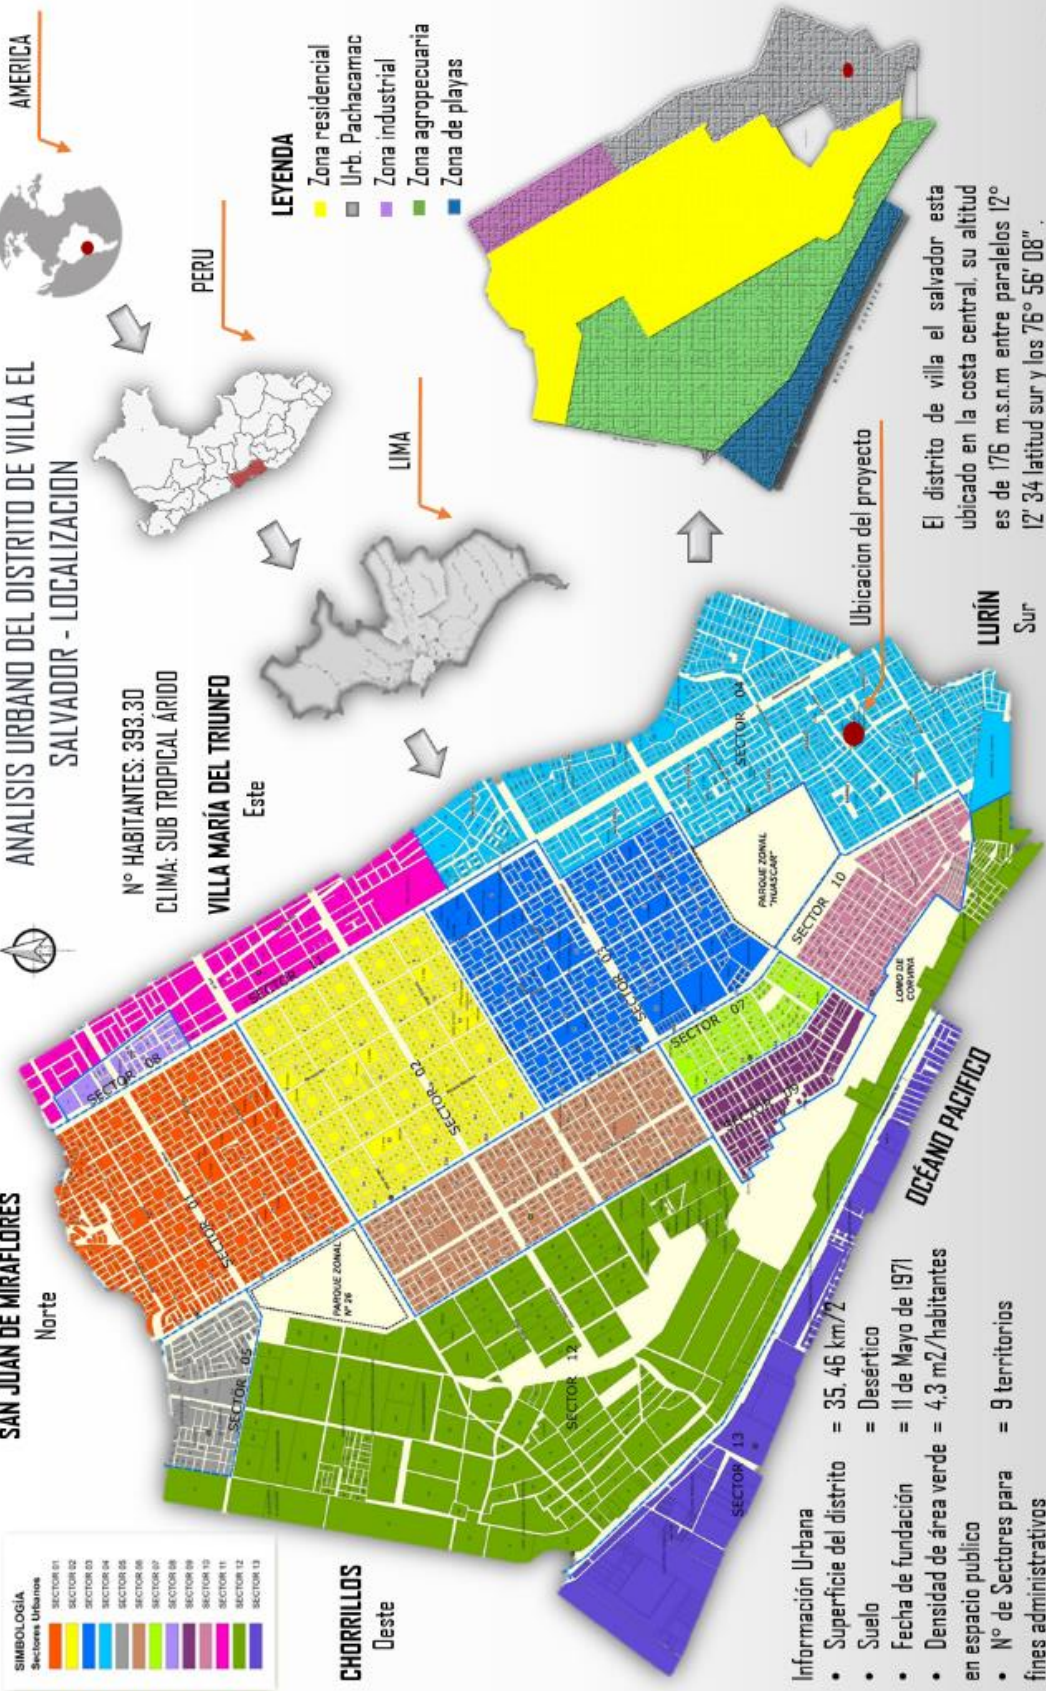 ANALISIS URBANO DEL DISTRITO DE VILLA EL
SALVADOR - LOCALIZACION
AMERICA
PERU
LIMA
N° HABITANTES: 393.30
CLIMA: SUB TROPICAL ÁRIDO
SAN JUAN DE MIRAFLORES
Norte
VILLA MARÍA DEL TRIUNFO
Este
CHORRILLOS
Oeste
LURÍN
Sur
OCÉANO PACIFICO
SIMBOLOGÍA
Sectores Urbanos
SECTOR 01
SECTOR 02
SECTOR 03
SECTOR 04
SECTOR 05
SECTOR 06
SECTOR 07
SECTOR 08
SECTOR 09
SECTOR 10
SECTOR 11
SECTOR 12
SECTOR 13
SECTOR 01
SECTOR 02
SECTOR 03
SECTOR 04
SECTOR 05
SECTOR 07
SECTOR 08
SECTOR 09
SECTOR 10
SECTOR 11
SECTOR 12
SECTOR 13
PARQUE ZONAL
N° 26
PARQUE ZONAL
"HUASCAR"
LOMO DE
CORVINA
Ubicacion del proyecto
LEYENDA
Zona residencial
Urb. Pachacamac
Zona industrial
Zona agropecuaria
Zona de playas
Información Urbana
• Superficie del distrito = 35. 46 km/2
• Suelo = Desértico
• Fecha de fundación = 11 de Mayo de 1971
• Densidad de área verde = 4,3 m2/habitantes
en espacio publico
• N° de Sectores para = 9 territorios
fines administrativos
El distrito de villa el salvador esta
ubicado en la costa central, su altitud
es de 176 m.s.n.m entre paralelos 12°
12' 34 latitud sur y los 76° 56' 08" .